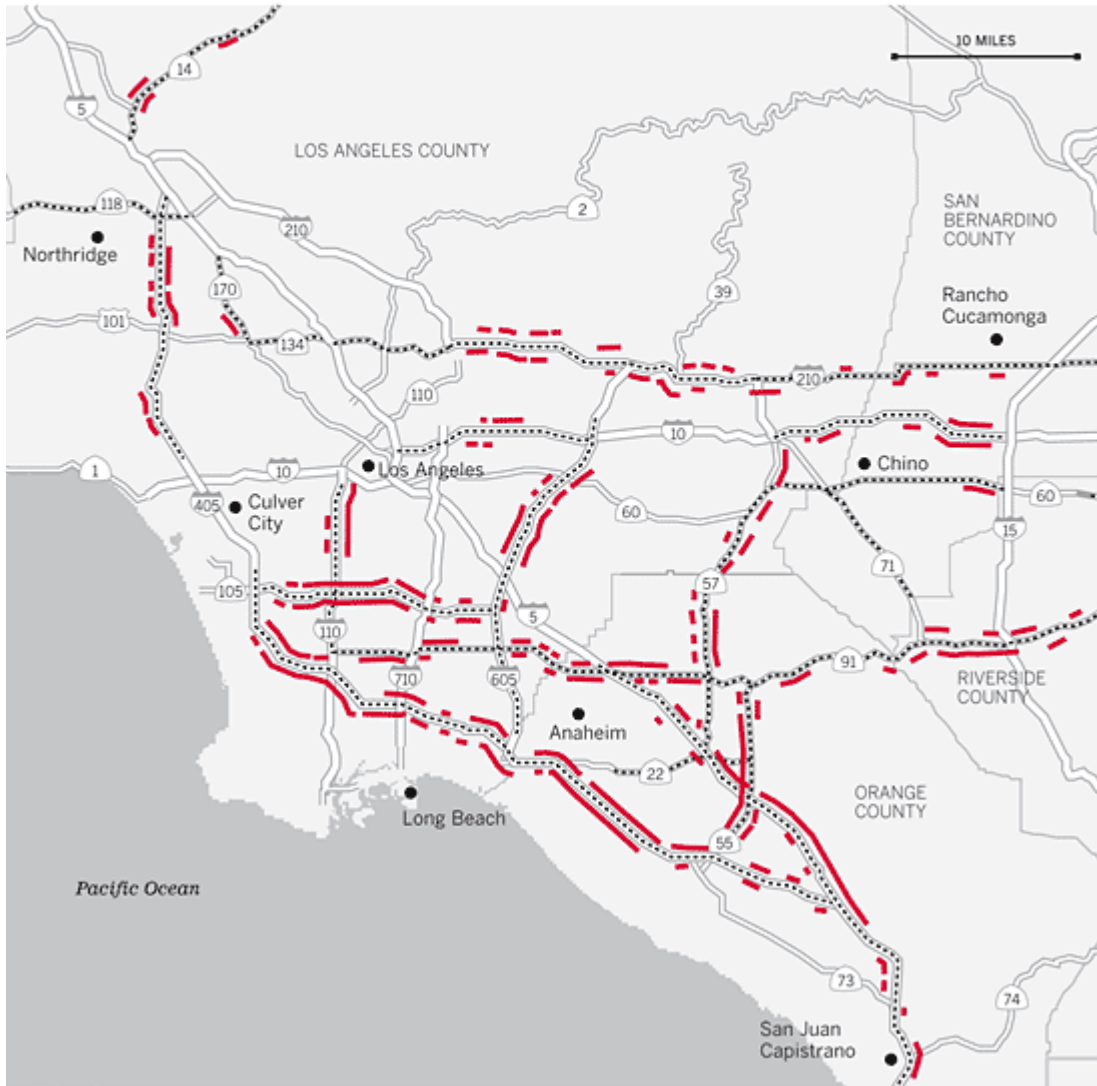 10 MILES
14
5
LOS ANGELES COUNTY
118
2
SAN
BERNARDINO
COUNTY
210
Northridge
170
39
Rancho
Cucamonga
101
134
210
110
10
1
10
Los Angeles
Chino
405
Culver
City
60
60
15
105
57
71
110
5
91
710
605
RIVERSIDE
COUNTY
Anaheim
22
ORANGE
COUNTY
Long Beach
55
Pacific Ocean
73
74
San Juan
Capistrano